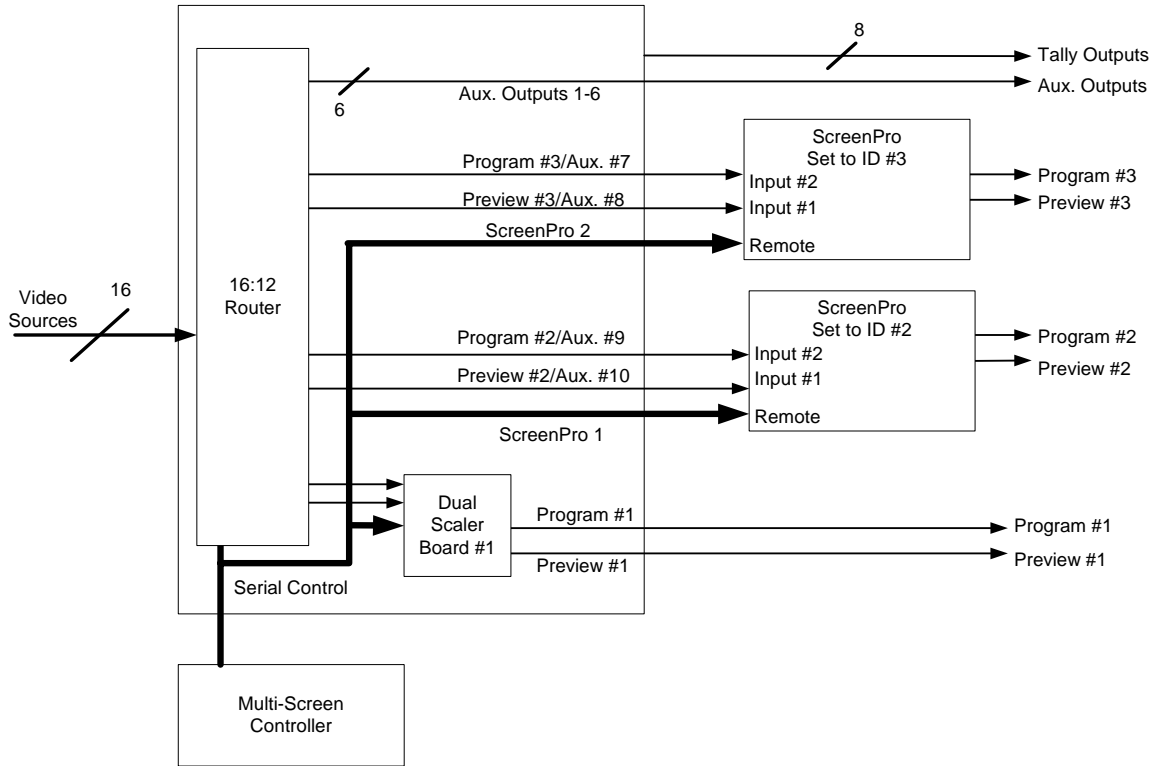 8
Tally Outputs
6
Aux. Outputs 1-6
Aux. Outputs
ScreenPro
Set to ID #3
Program #3/Aux. #7
Input #2
Program #3
Preview #3/Aux. #8
Input #1
Preview #3
ScreenPro 2
Remote
16:12
Router
Video
Sources
16
ScreenPro
Set to ID #2
Program #2/Aux. #9
Input #2
Program #2
Preview #2/Aux. #10
Input #1
Preview #2
Remote
ScreenPro 1
Dual
Scaler
Board #1
Program #1
Program #1
Preview #1
Preview #1
Serial Control
Multi-Screen
Controller